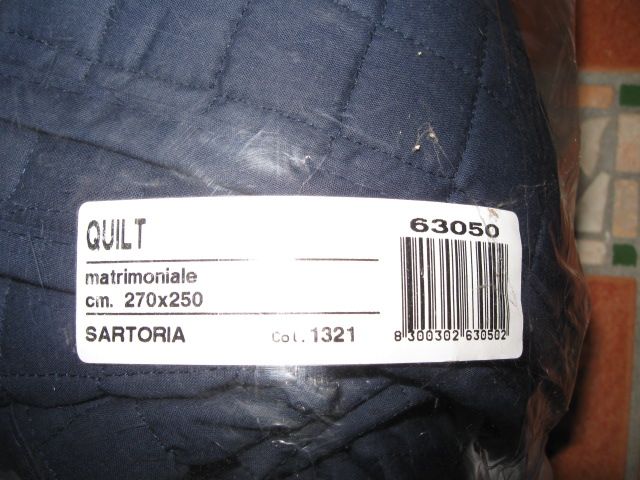 QUILT
63050
matrimoniale
cm. 270x250
SARTORIA Col. 1321
8 300302 630502